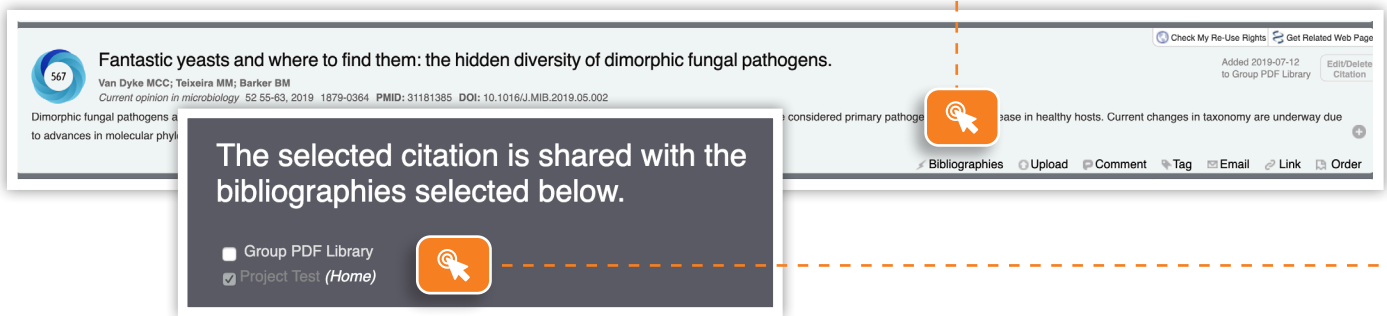 Check My Re-Use Rights Get Related Web Page
567
Fantastic yeasts and where to find them: the hidden diversity of dimorphic fungal pathogens.
Added 2019-07-12
to Group PDF Library
Edit/Delete
Citation
Van Dyke MCC; Teixeira MM; Barker BM
Current opinion in microbiology 52 55-63, 2019 1879-0364 PMID: 31181385 DOI: 10.1016/J.MIB.2019.05.002
Dimorphic fungal pathogens a considered primary ease in healthy hosts. Current changes in taxonomy are underway due
to advances in molecular
Bibliographies Upload Comment Tag Email Link Order
The selected citation is shared with the
bibliographies selected below.
Group PDF Library
Project Test (Home)